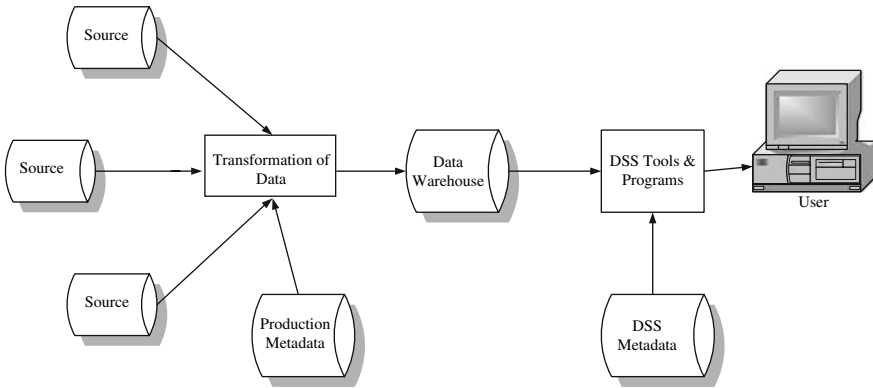 Source
Source
Transformation of
Data
Data
Warehouse
DSS Tools &
Programs
User
Source
Production
Metadata
DSS
Metadata